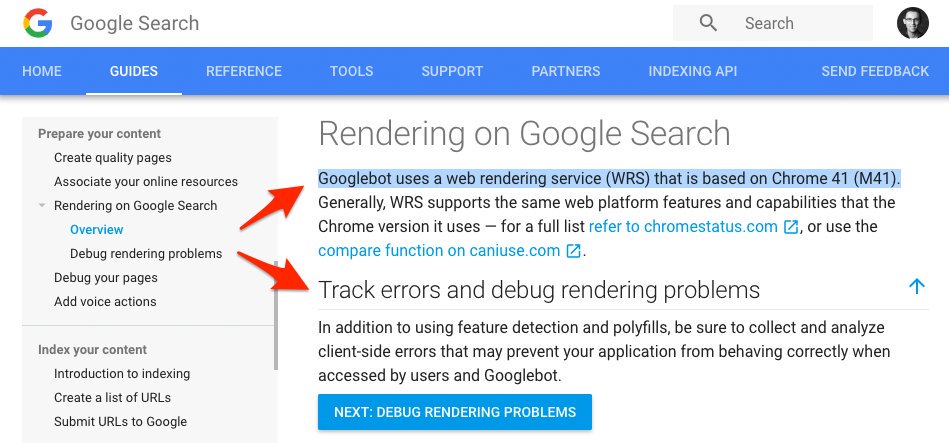 Google Search
Search
HOME GUIDES REFERENCE TOOLS SUPPORT PARTNERS INDEXING API SEND FEEDBACK
Prepare your content
Create quality pages
Associate your online resources
Rendering on Google Search
Overview
Debug rendering problems
Debug your pages
Add voice actions
Index your content
Introduction to indexing
Create a list of URLs
Submit URLs to Google
Rendering on Google Search
Googlebot uses a web rendering service (WRS) that is based on Chrome 41 (M41).
Generally, WRS supports the same web platform features and capabilities that the
Chrome version it uses — for a full list refer to chromestatus.com, or use the
compare function on caniuse.com.
Track errors and debug rendering problems
In addition to using feature detection and polyfills, be sure to collect and analyze
client-side errors that may prevent your application from behaving correctly when
accessed by users and Googlebot.
NEXT: DEBUG RENDERING PROBLEMS